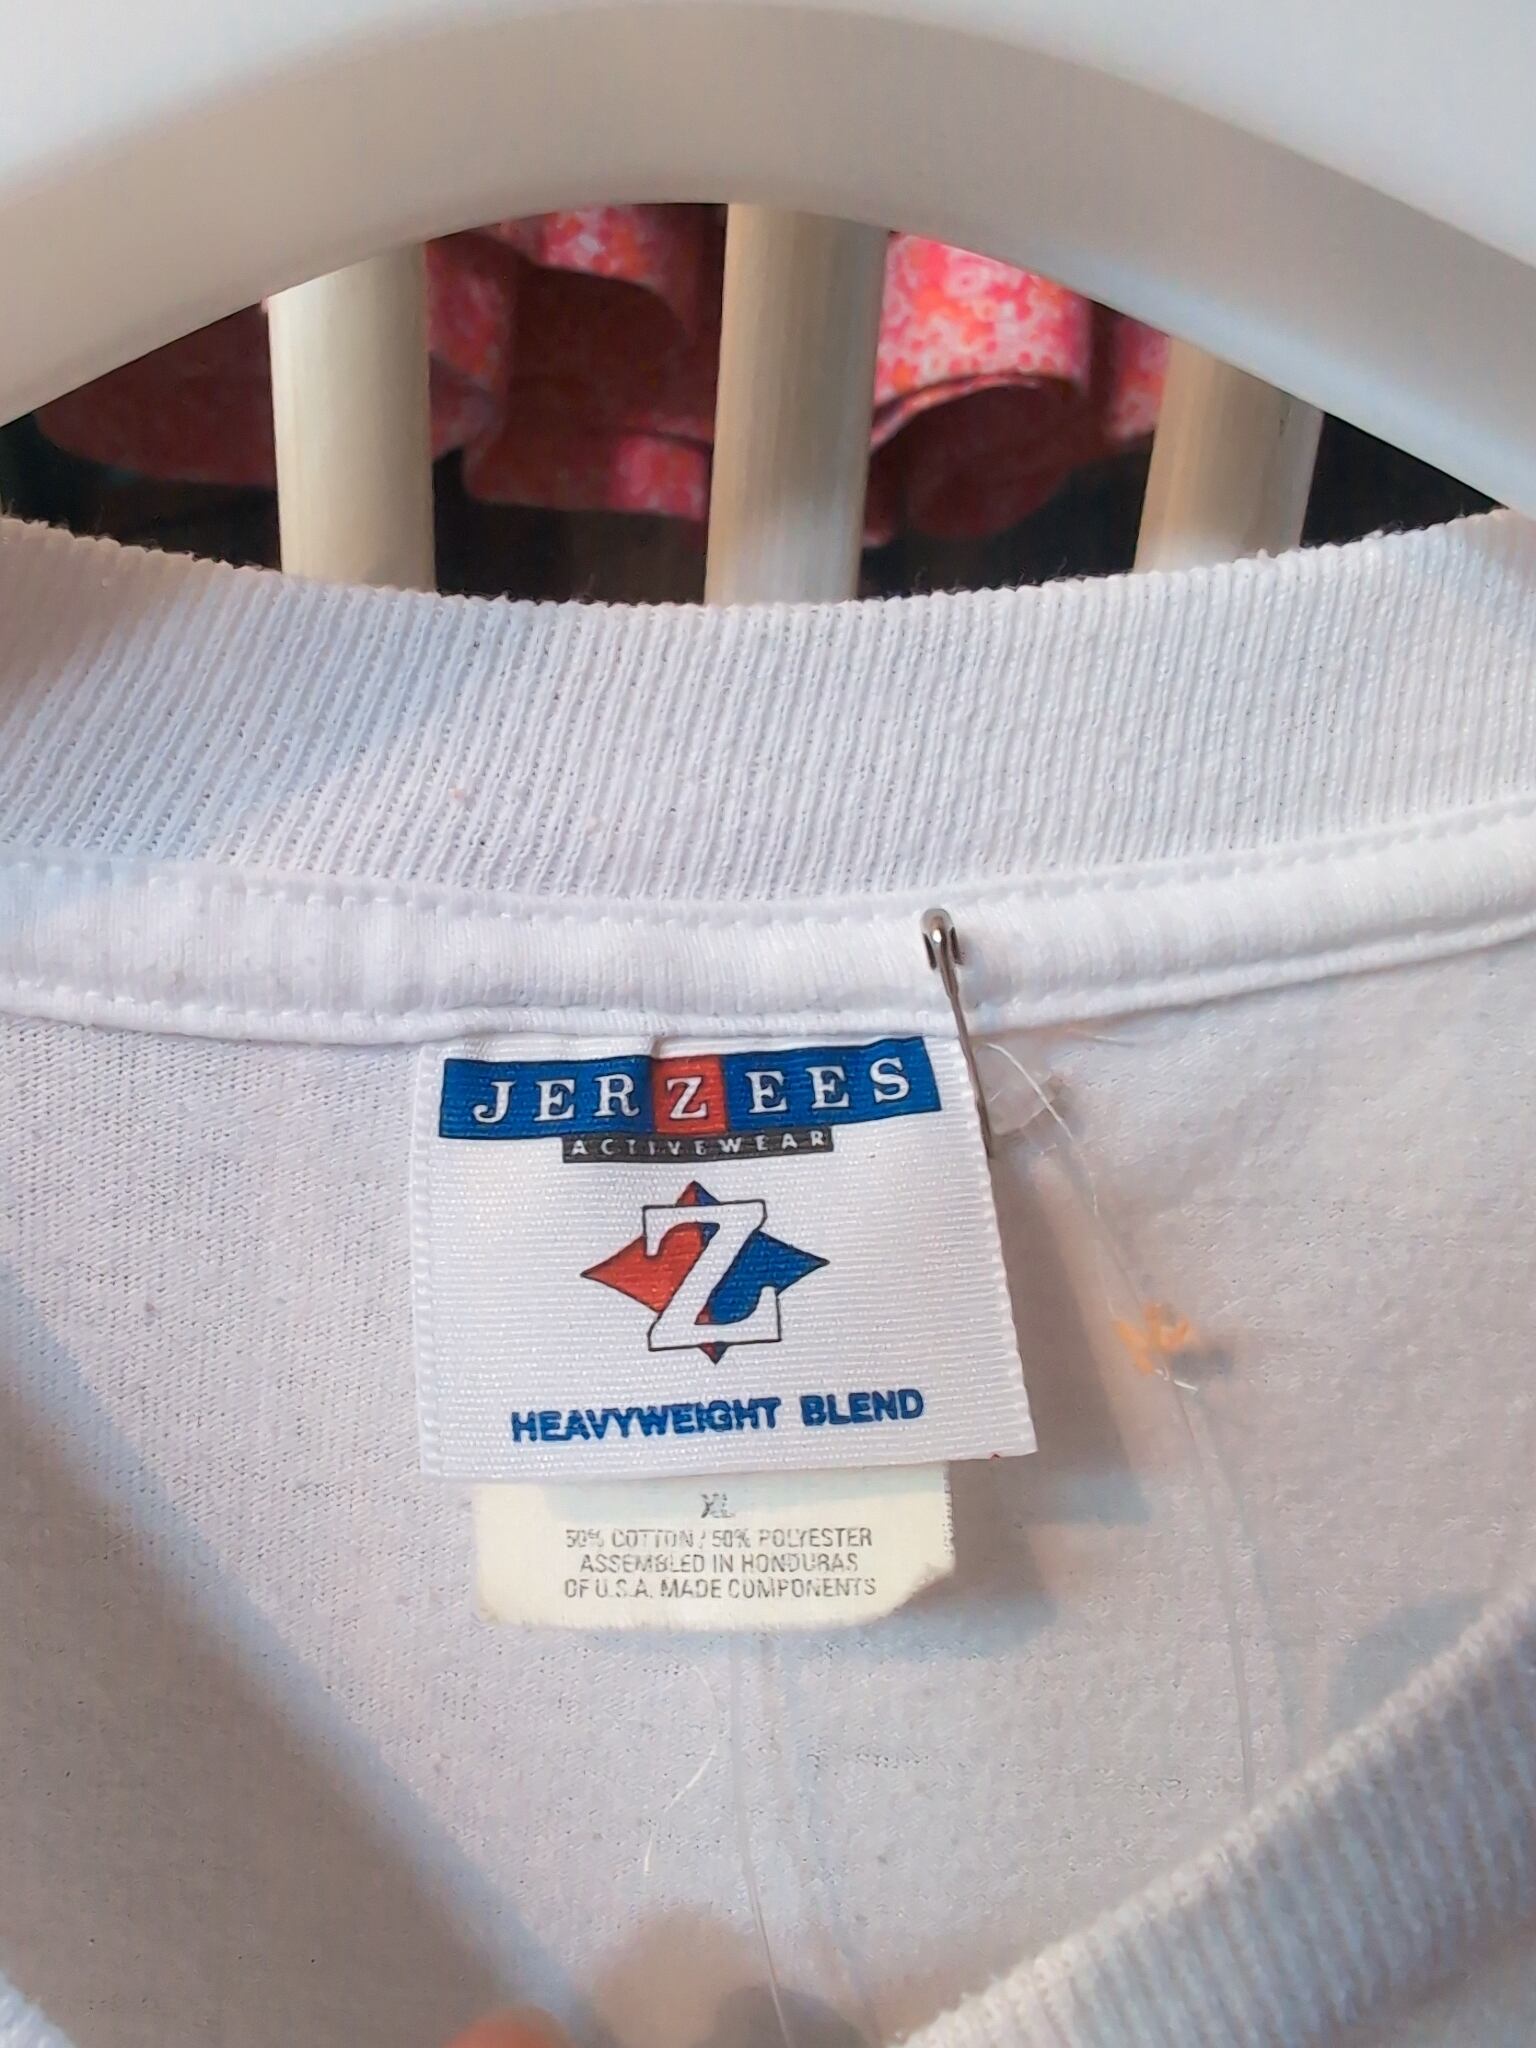 JERZEES
ACTIVEWEAR
Z
HEAVYWEIGHT BLEND
XL
50% COTTON / 50% POLYESTER
ASSEMBLED IN HONDURAS
OF U.S.A. MADE COMPONENTS